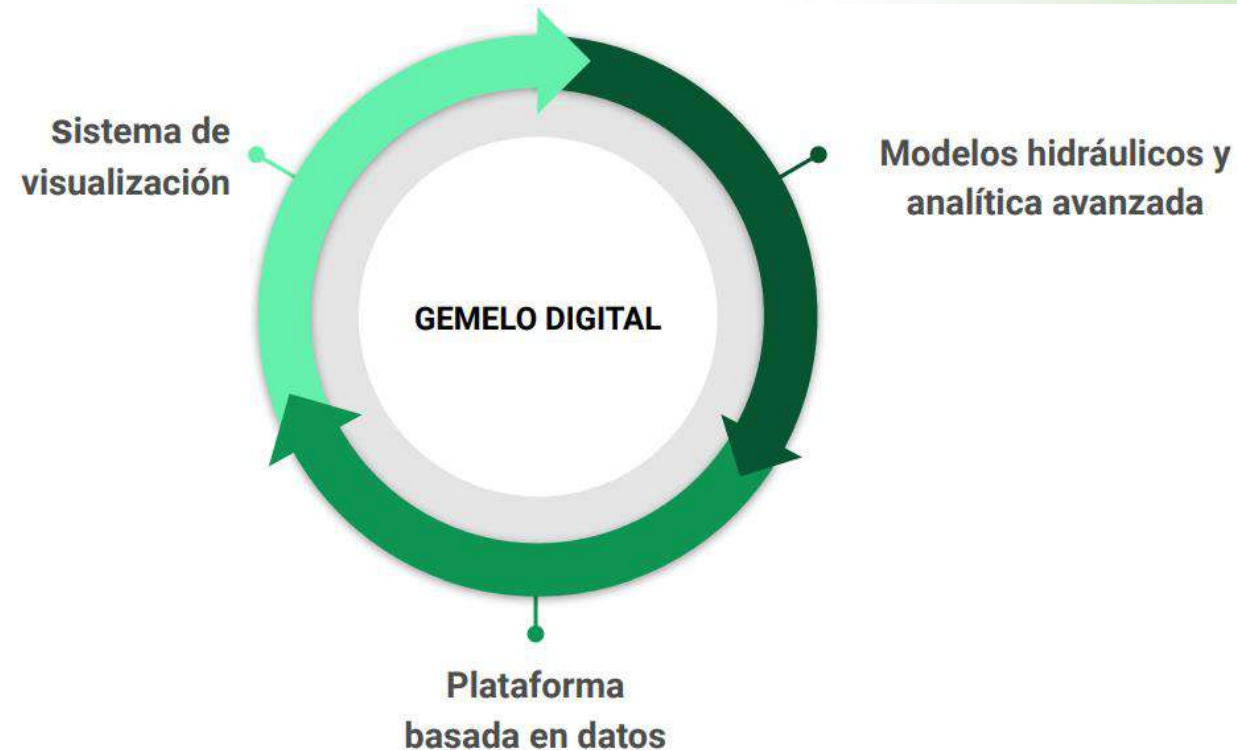 Sistema de
visualización
Modelos hidráulicos y
analítica avanzada
GEMELO DIGITAL
Plataforma
basada en datos